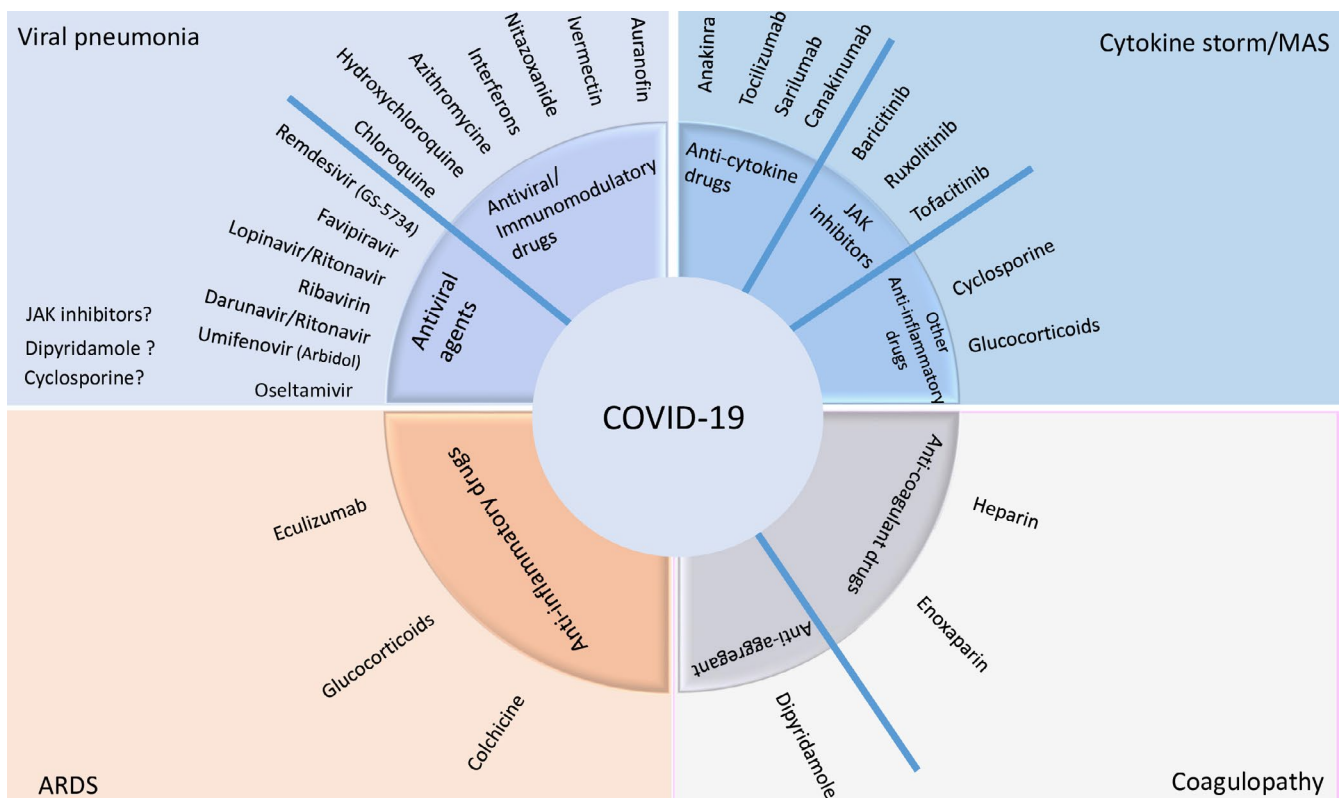 Viral pneumonia
Auranofin
Ivermectin
Nitazoxanide
Interferons
Azithromycine
Hydroxychloroquine
Chloroquine
Antiviral/
Immunomodulatory
drugs
Remdesivir (GS-5734)
Favipiravir
Lopinavir/Ritonavir
Ribavirin
Darunavir/Ritonavir
Umifenovir (Arbidol)
Oseltamivir
Antiviral
agents
JAK inhibitors?
Dipyridamole ?
Cyclosporine?
Cytokine storm/MAS
Anakinra
Tocilizumab
Sarilumab
Canakinumab
Anti-cytokine
drugs
Baricitinib
Ruxolitinib
Tofacitinib
JAK
inhibitors
Cyclosporine
Glucocorticoids
Other
Anti-inflammatory
drugs
COVID-19
Anti-inflammatory drugs
Eculizumab
Glucocorticoids
Colchicine
ARDS
Anti-coagulant drugs
Heparin
Enoxaparin
Anti-aggregant
Dipyridamole
Coagulopathy